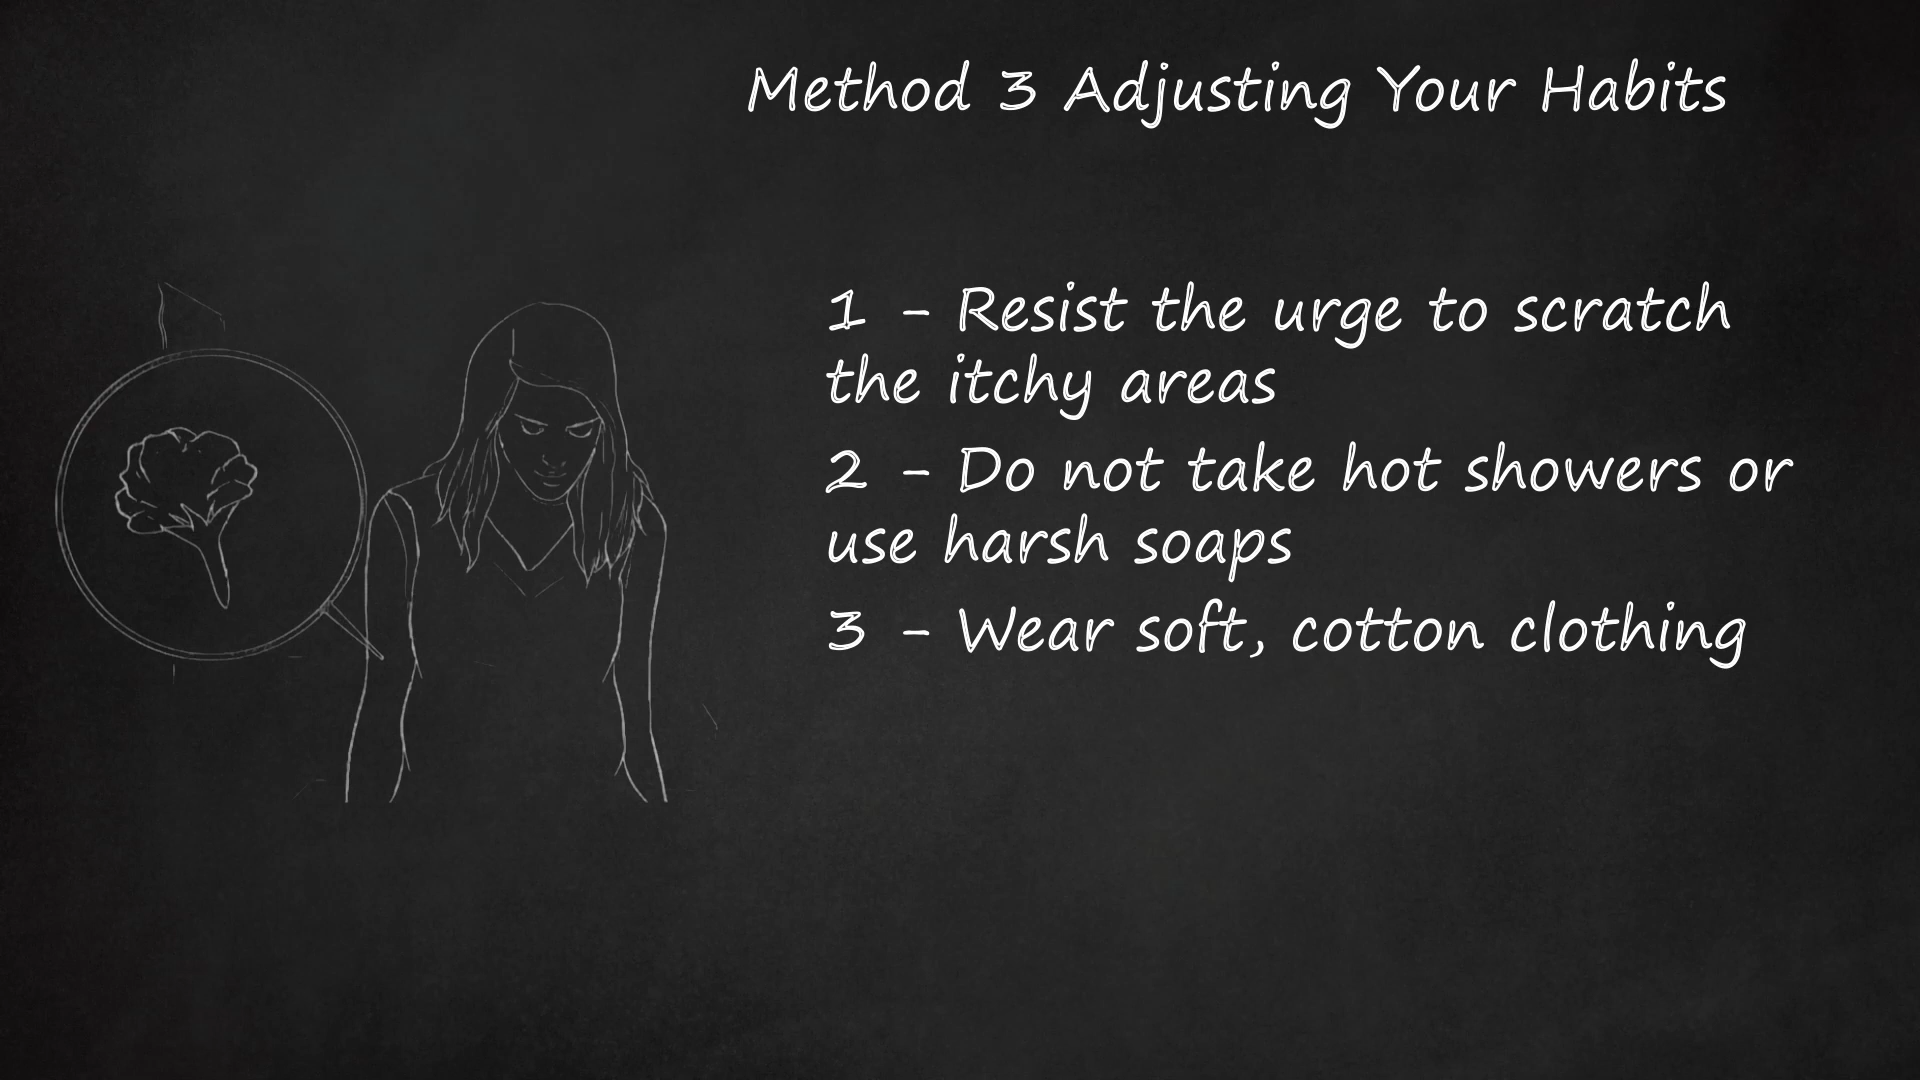 Method 3 Adjusting Your Habits
1 - Resist the urge to scratch
the itchy areas
2 - Do not take hot showers or
use harsh soaps
3 - Wear soft, cotton clothing